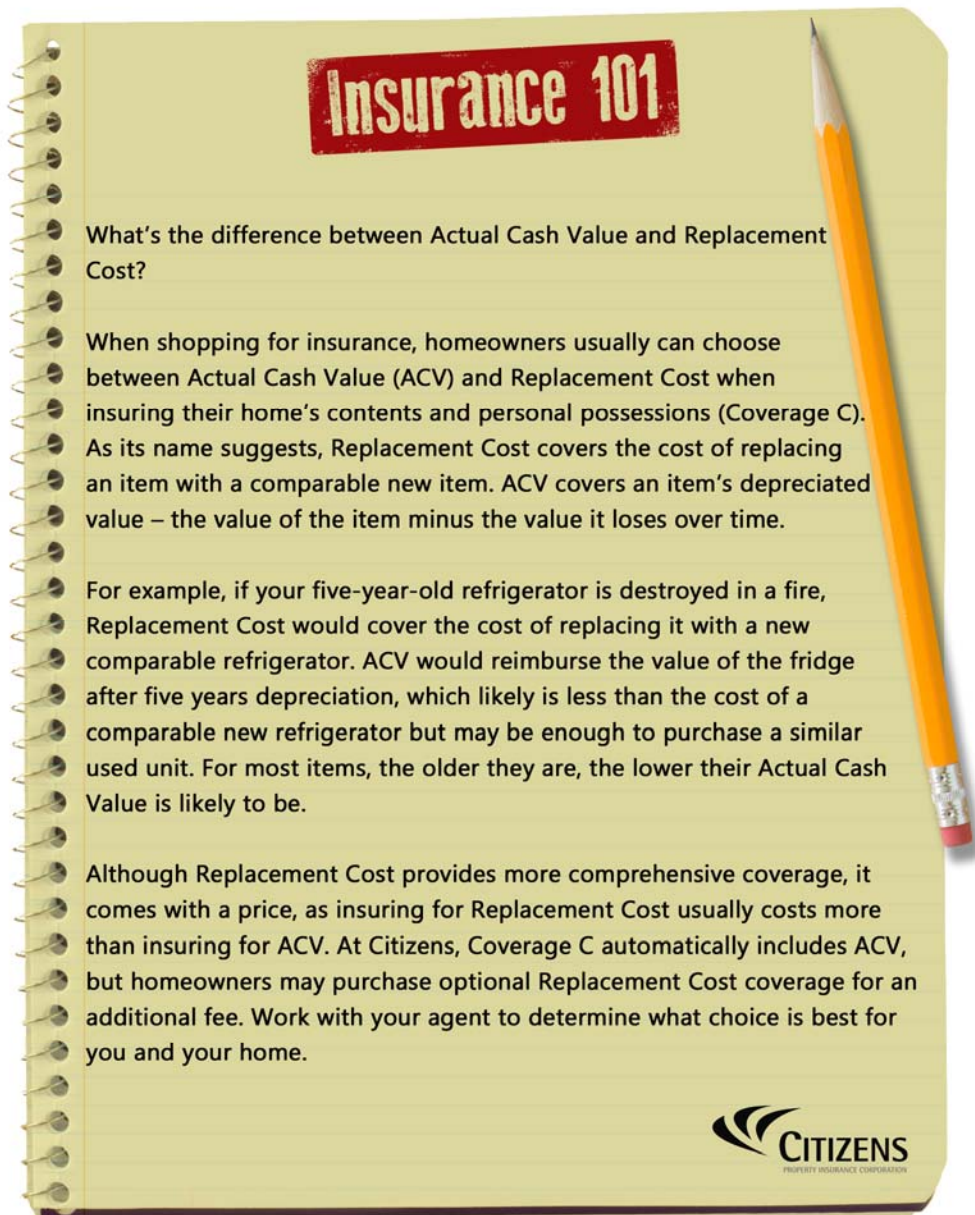 Insurance 101
What's the difference between Actual Cash Value and Replacement
Cost?
When shopping for insurance, homeowners usually can choose
between Actual Cash Value (ACV) and Replacement Cost when
insuring their home's contents and personal possessions (Coverage C).
As its name suggests, Replacement Cost covers the cost of replacing
an item with a comparable new item. ACV covers an item's depreciated
value – the value of the item minus the value it loses over time.
For example, if your five-year-old refrigerator is destroyed in a fire,
Replacement Cost would cover the cost of replacing it with a new
comparable refrigerator. ACV would reimburse the value of the fridge
after five years depreciation, which likely is less than the cost of a
comparable new refrigerator but may be enough to purchase a similar
used unit. For most items, the older they are, the lower their Actual Cash
Value is likely to be.
Although Replacement Cost provides more comprehensive coverage, it
comes with a price, as insuring for Replacement Cost usually costs more
than insuring for ACV. At Citizens, Coverage C automatically includes ACV,
but homeowners may purchase optional Replacement Cost coverage for an
additional fee. Work with your agent to determine what choice is best for
you and your home.
CITIZENS
PROPERTY INSURANCE CORPORATION